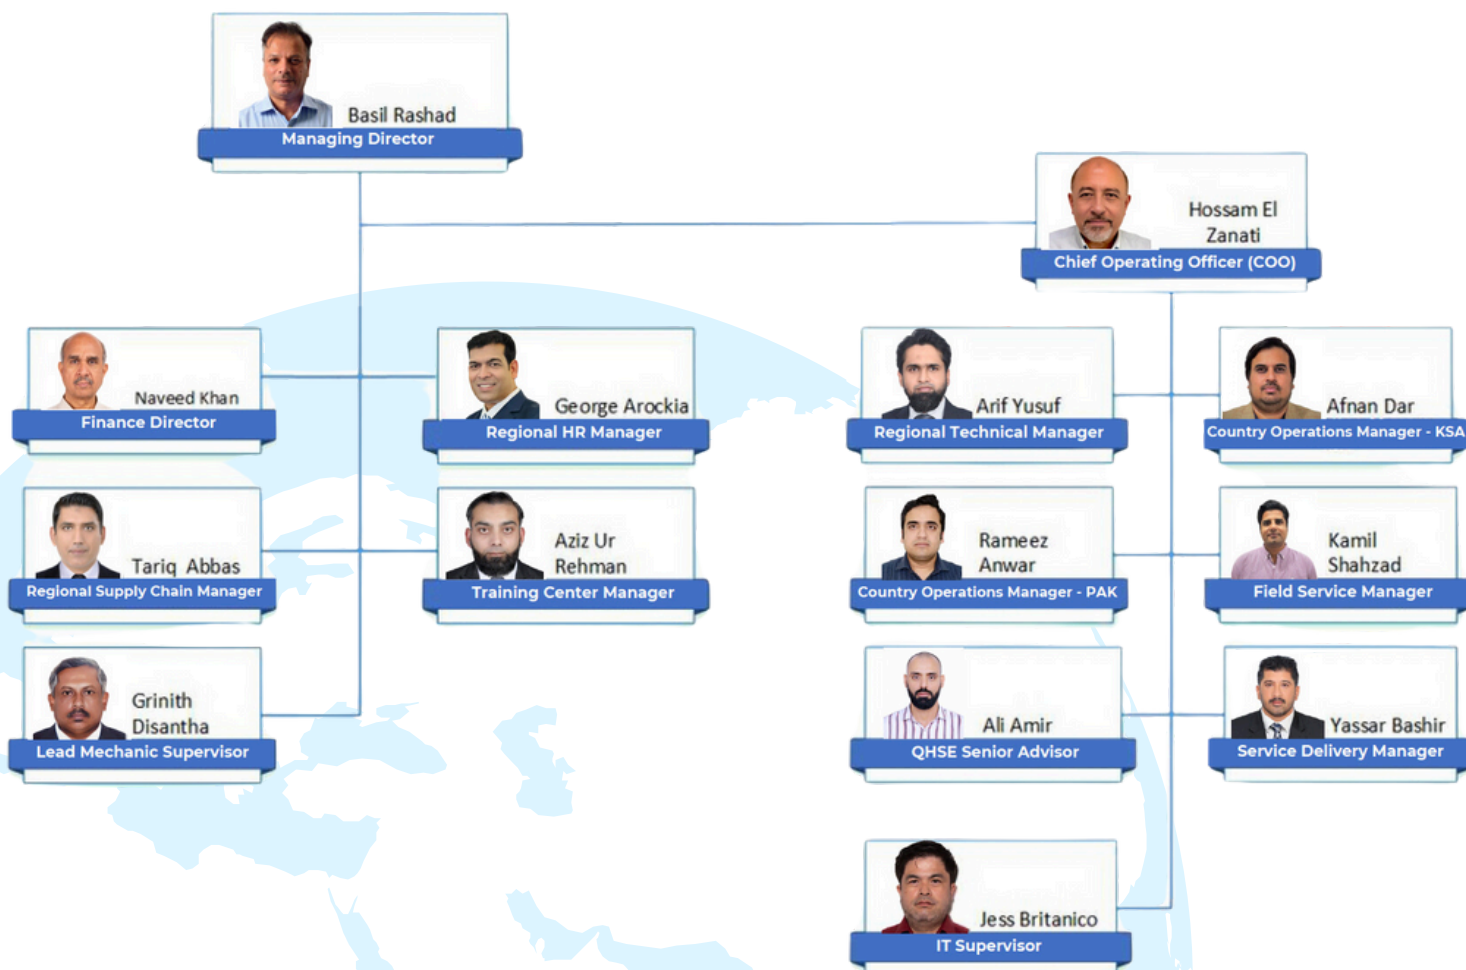 Basil Rashad
Managing Director
Hossam El
Zanati
Chief Operating Officer (COO)
Naveed Khan
Finance Director
George Arockia
Regional HR Manager
Arif Yusuf
Regional Technical Manager
Afnan Dar
Country Operations Manager - KSA
Tariq Abbas
Regional Supply Chain Manager
Aziz Ur
Rehman
Training Center Manager
Rameez
Anwar
Country Operations Manager - PAK
Kamil
Shahzad
Field Service Manager
Grinith
Disantha
Lead Mechanic Supervisor
Ali Amir
QHSE Senior Advisor
Yassar Bashir
Service Delivery Manager
Jess Britanico
IT Supervisor